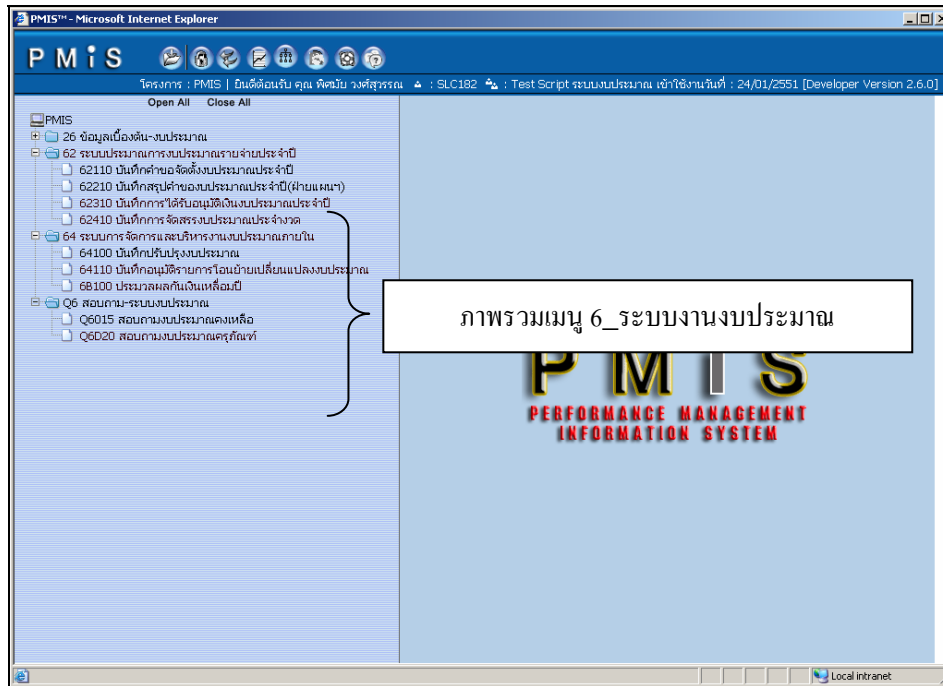 PMIS™ - Microsoft Internet Explorer
PMiS
โครงการ : PMIS | ยินดีต้อนรับ คุณ พิศมัย วงศ์สุวรรณ : SLC182 : Test Script ระบบงบประมาณ เข้าใช้งานวันที่ : 24/01/2551 [Developer Version 2.6.0]
Open All Close All
PMIS
26 ข้อมูลเบื้องต้น-งบประมาณ
62 ระบบประมาณการงบประมาณรายจ่ายประจำปี
62110 บันทึกคำขอจัดตั้งงบประมาณประจำปี
62210 บันทึกสรุปคำของบประมาณประจำปี(ฝ่ายแผนฯ)
62310 บันทึกการได้รับอนุมัติเงินงบประมาณประจำปี
62410 บันทึกการจัดสรรงบประมาณประจำงวด
64 ระบบการจัดการและบริหารงานงบประมาณภายใน
64100 บันทึกปรับปรุงงบประมาณ
64110 บันทึกอนุมัติรายการโอนย้ายเปลี่ยนแปลงงบประมาณ
6B100 ประมวลผลกันเงินเหลื่อมปี
Q6 สอบถาม-ระบบงบประมาณ
Q6015 สอบถามงบประมาณคงเหลือ
Q6D20 สอบถามงบประมาณครุภัณฑ์
ภาพรวมเมนู 6_ระบบงานงบประมาณ
PMIS
PERFORMANCE MANAGEMENT
INFORMATION SYSTEM
Local intranet